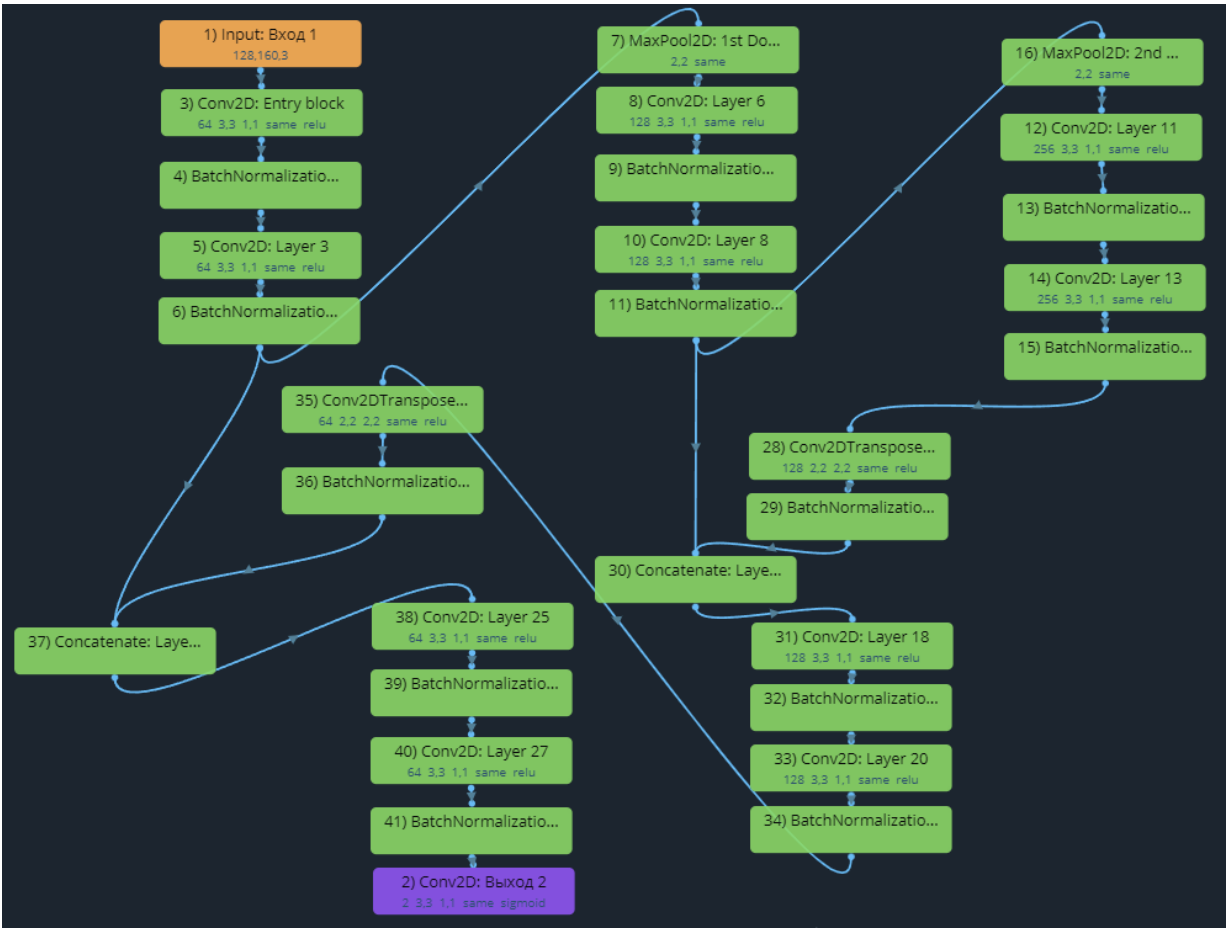 1) Input: Вход 1
128,160,3
3) Conv2D: Entry block
64 3,3 1,1 same relu
4) BatchNormalizatio...
5) Conv2D: Layer 3
64 3,3 1,1 same relu
6) BatchNormalizatio...
7) MaxPool2D: 1st Do...
2,2 same
8) Conv2D: Layer 6
128 3,3 1,1 same relu
9) BatchNormalizatio...
10) Conv2D: Layer 8
128 3,3 1,1 same relu
11) BatchNormalizatio...
16) MaxPool2D: 2nd ...
2,2 same
12) Conv2D: Layer 11
256 3,3 1,1 same relu
13) BatchNormalizatio...
14) Conv2D: Layer 13
256 3,3 1,1 same relu
15) BatchNormalizatio...
28) Conv2DTranspose...
128 2,2 2,2 same relu
29) BatchNormalizatio...
30) Concatenate: Laye...
31) Conv2D: Layer 18
128 3,3 1,1 same relu
32) BatchNormalizatio...
33) Conv2D: Layer 20
128 3,3 1,1 same relu
34) BatchNormalizatio...
35) Conv2DTranspose...
64 2,2 2,2 same relu
36) BatchNormalizatio...
37) Concatenate: Laye...
38) Conv2D: Layer 25
64 3,3 1,1 same relu
39) BatchNormalizatio...
40) Conv2D: Layer 27
64 3,3 1,1 same relu
41) BatchNormalizatio...
2) Conv2D: Выход 2
2 3,3 1,1 same sigmoid